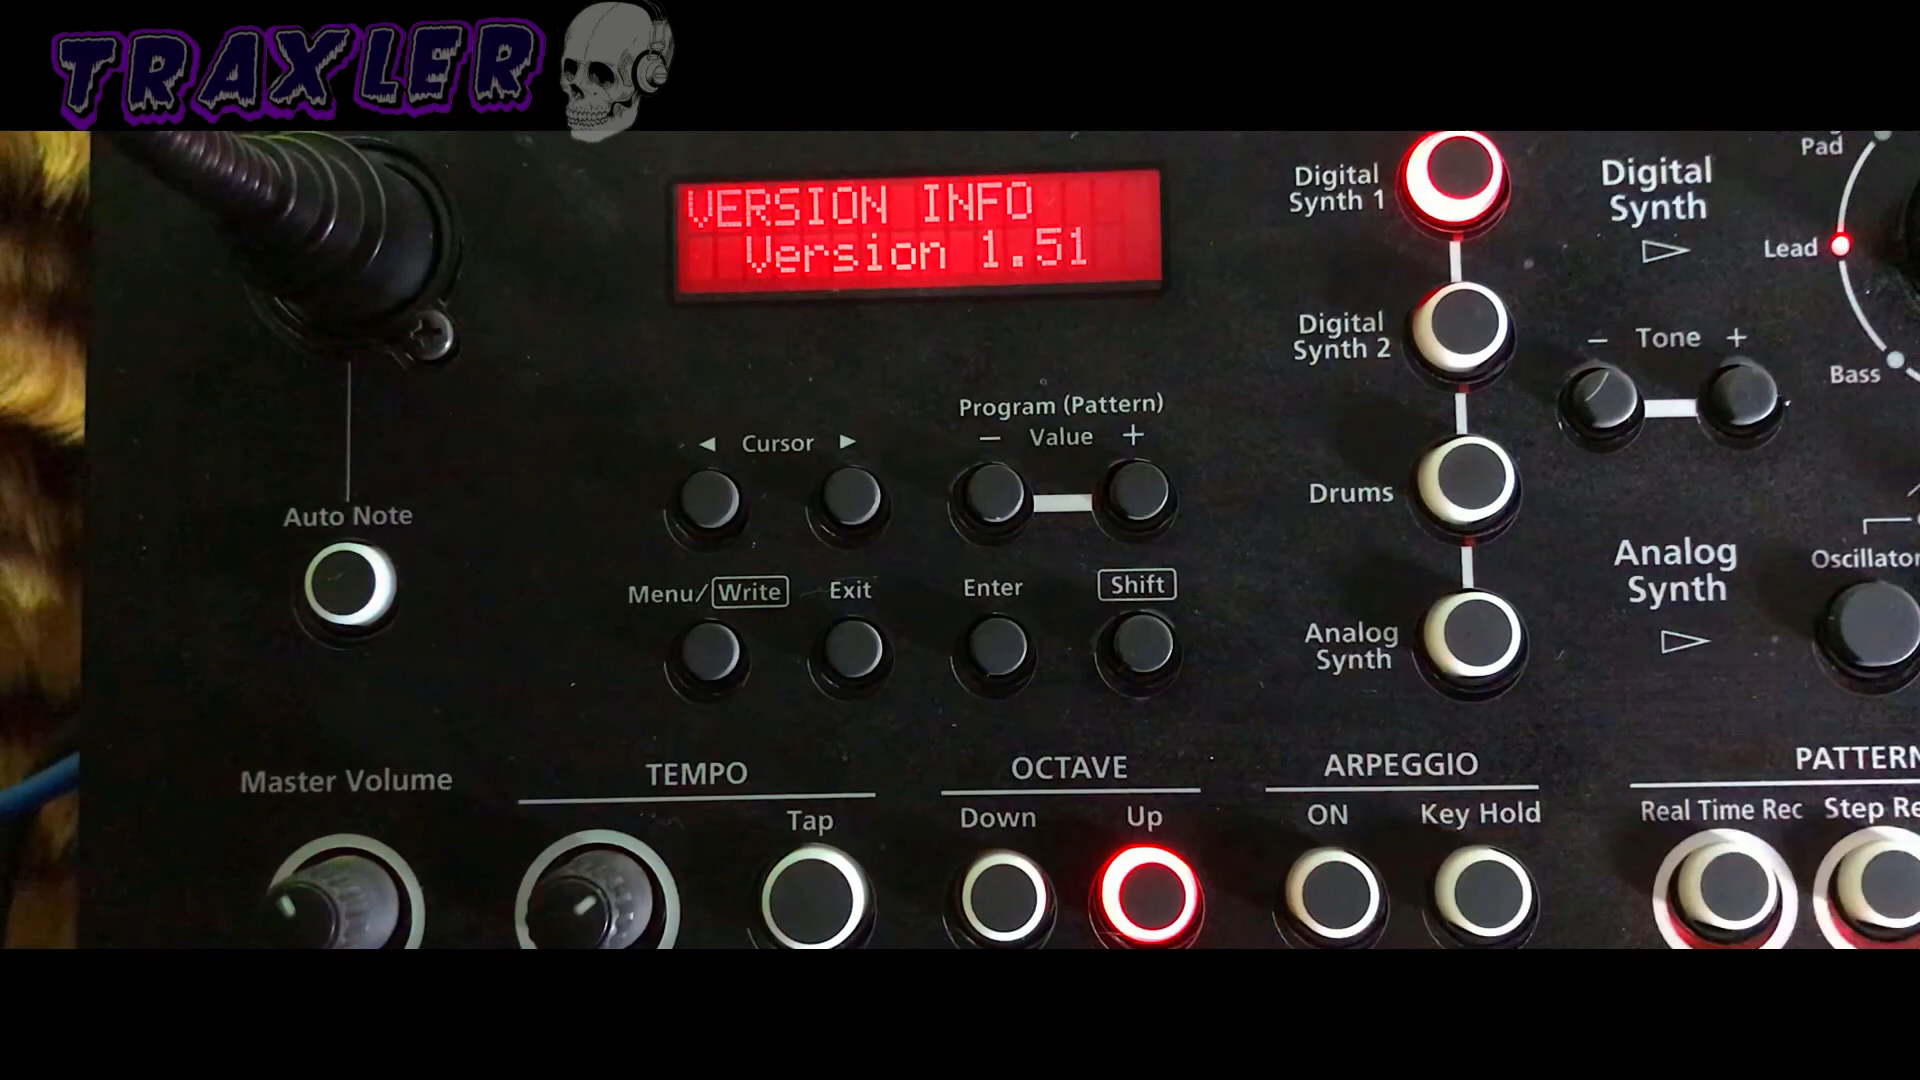 TRAXLER
VERSION INFO
Version 1.51
Digital
Synth 1
Digital
Synth
Pad
Lead
Bass
Digital
Synth 2
− Tone +
Program (Pattern)
− Value +
◄ Cursor ►
Drums
Auto Note
Analog
Synth
Oscillator
Menu/Write
Exit
Enter
Shift
Analog
Synth
Master Volume
TEMPO
Tap
OCTAVE
Down
Up
ARPEGGIO
ON
Key Hold
PATTERN
Real Time Rec
Step Re